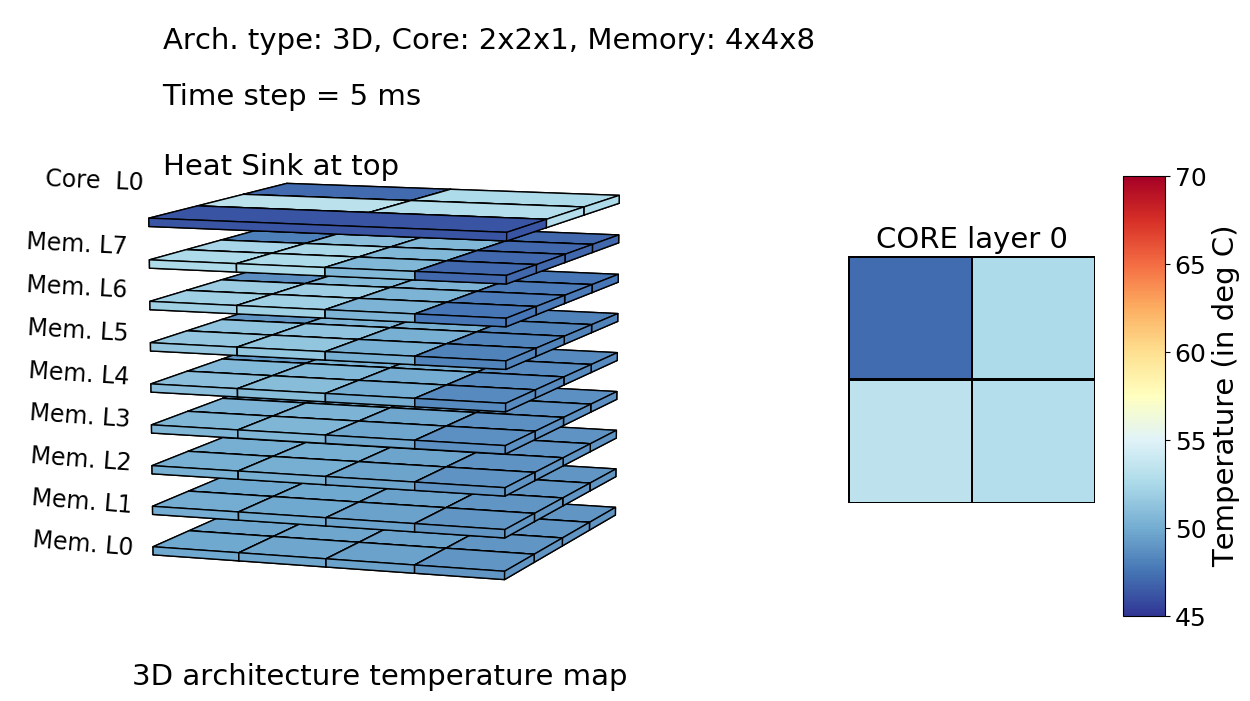 Arch. type: 3D, Core: 2x2x1, Memory: 4x4x8
Time step = 5 ms
Heat Sink at top
Core  L0
Mem. L7
Mem. L6
Mem. L5
Mem. L4
Mem. L3
Mem. L2
Mem. L1
Mem. L0
3D architecture temperature map
CORE layer 0
70
65
60
55
50
45
Temperature (in deg C)